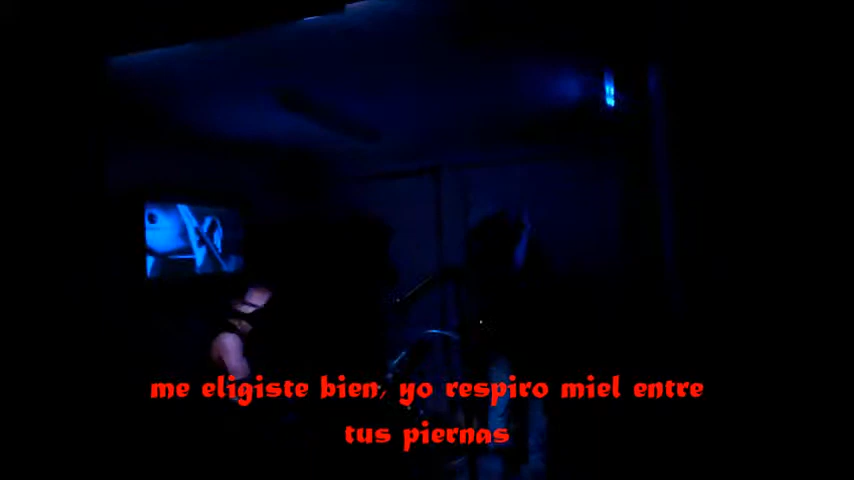 me eligiste bien, yo respiro miel entre
tus piernas